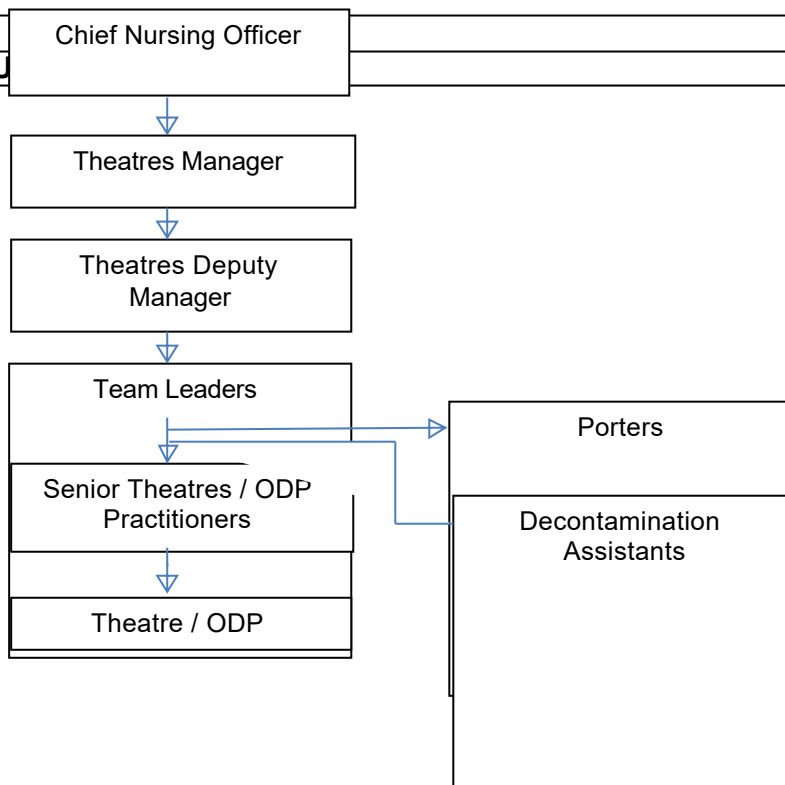 Chief Nursing Officer
U
Theatres Manager
Theatres Deputy
Manager
Team Leaders
Porters
Senior Theatres / ODP
Practitioners
Decontamination
Assistants
Theatre / ODP